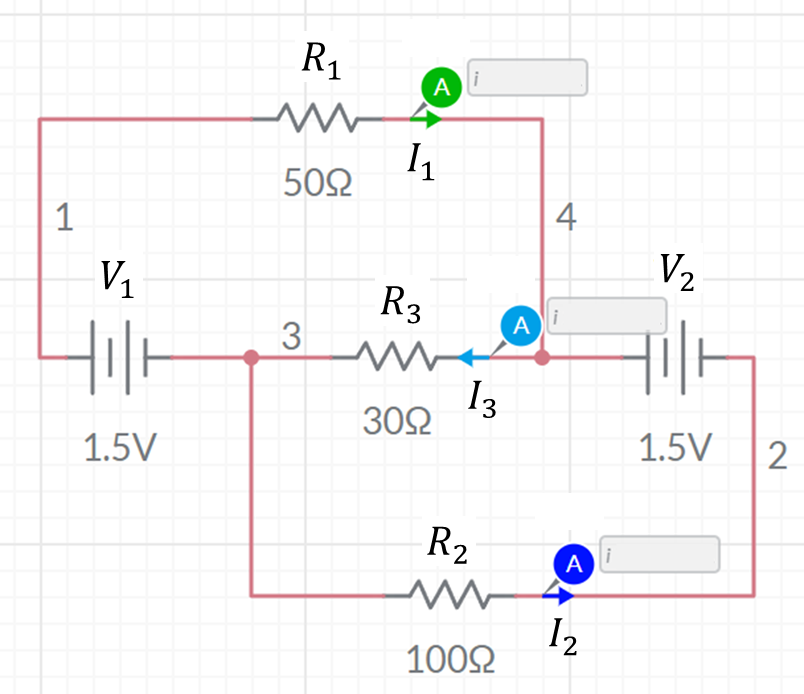 R₁
A
i
I₁
50Ω
1
4
V₁
V₂
R₃
A
i
3
I₃
30Ω
1.5V
1.5V
2
R₂
A
i
I₂
100Ω